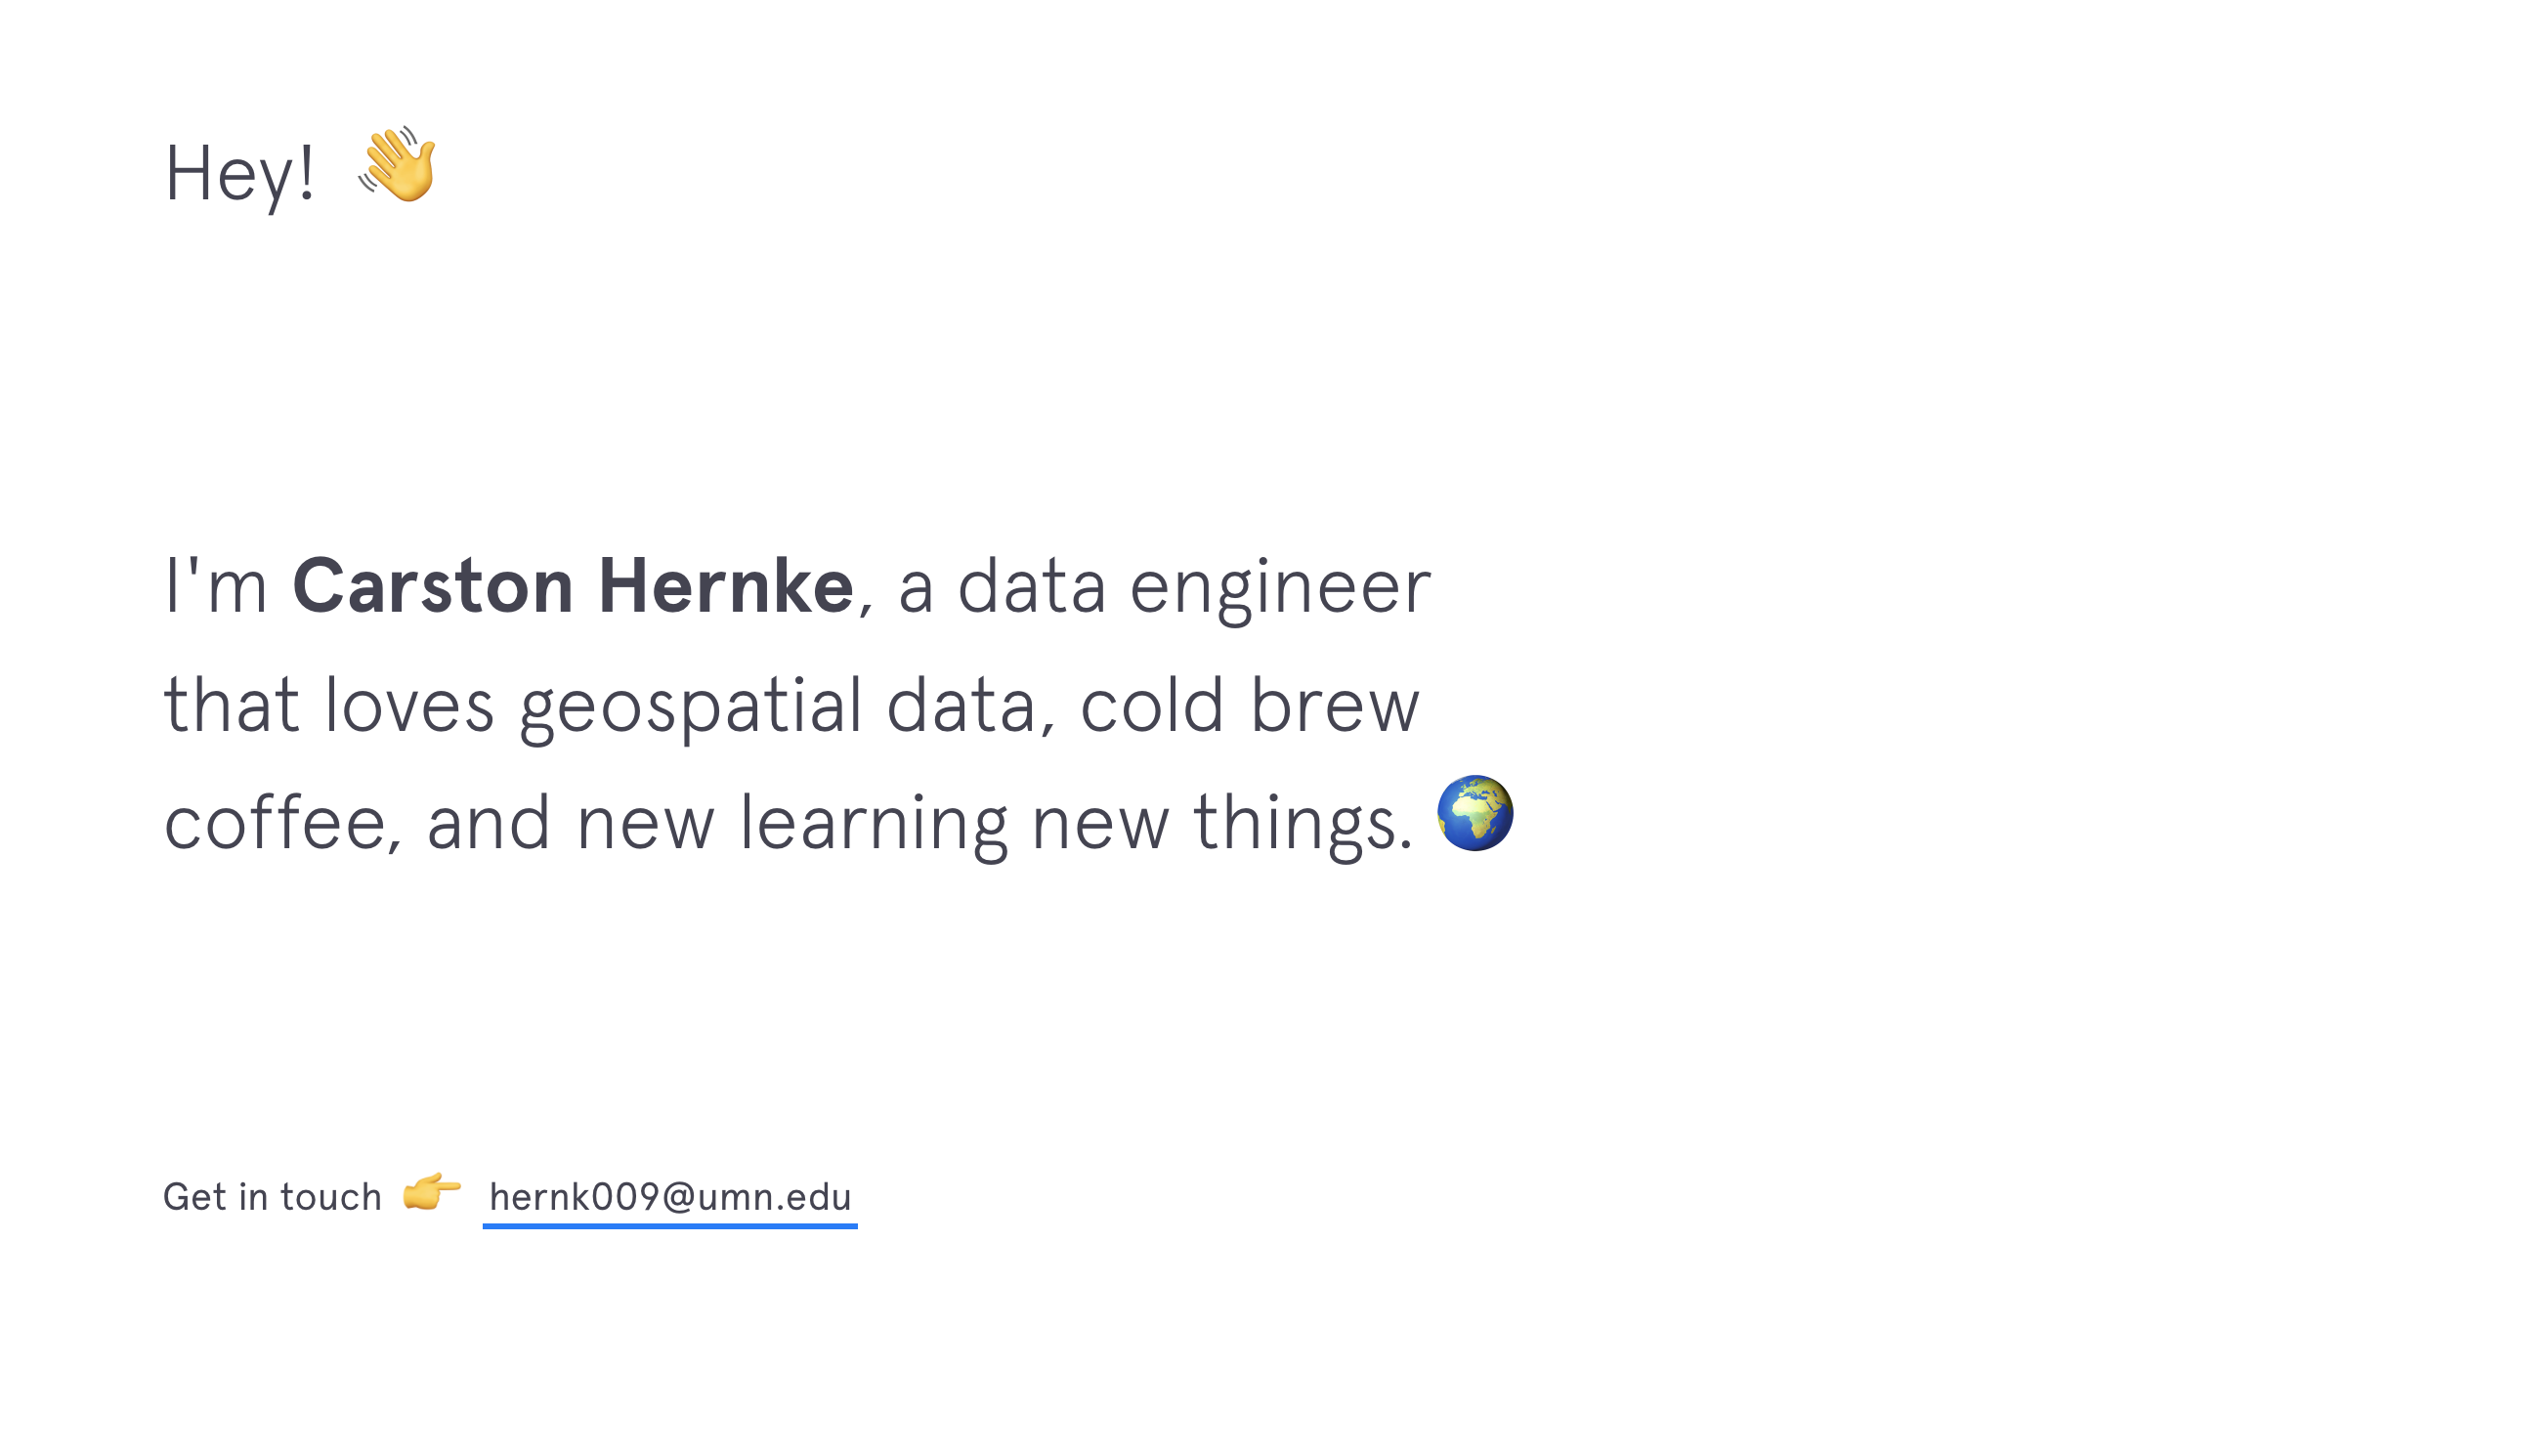 Hey! 👋
I'm Carston Hernke, a data engineer
that loves geospatial data, cold brew
coffee, and new learning new things. 🌍
Get in touch 👉 hernk009@umn.edu